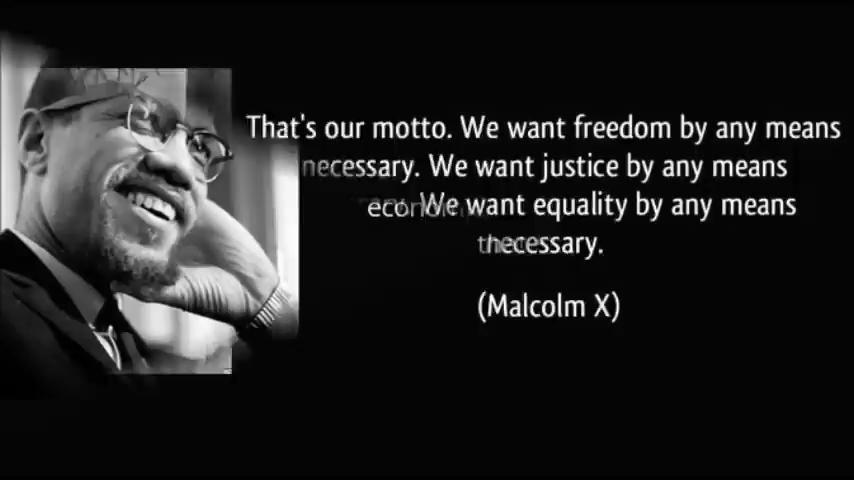 That's our motto. We want freedom by any means
necessary. We want justice by any means
We want equality by any means
necessary.
(Malcolm X)